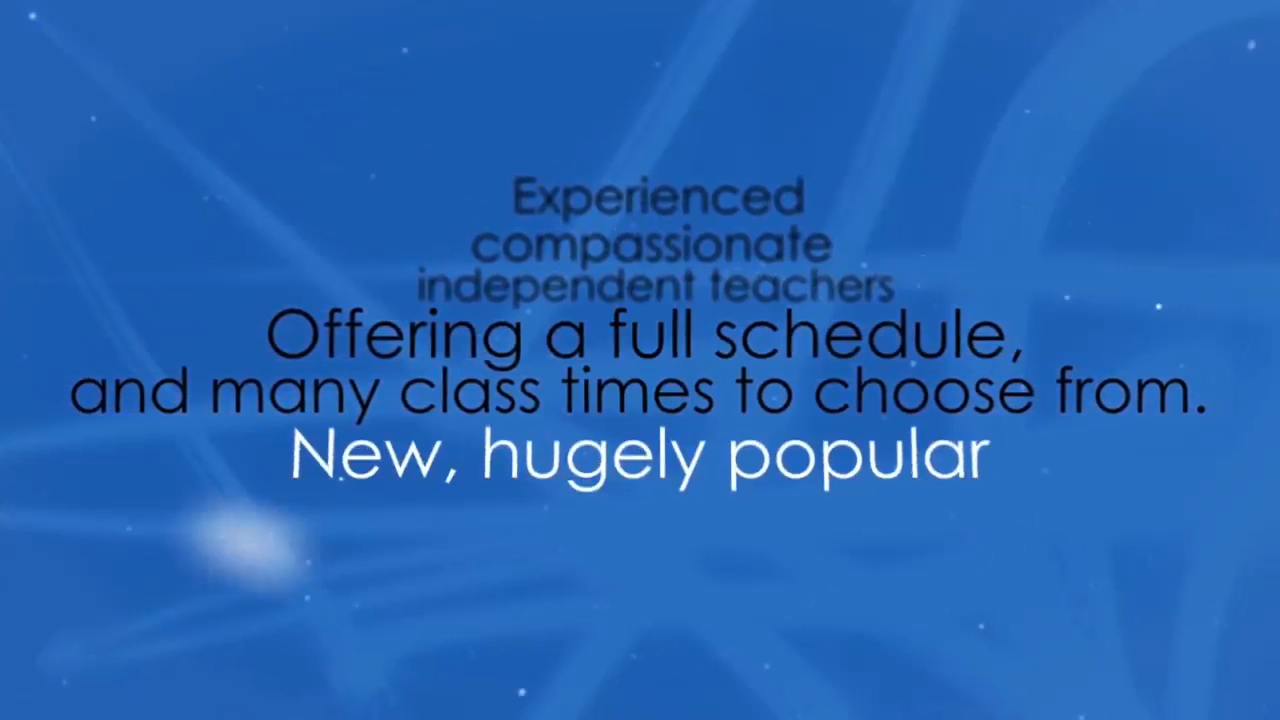 Experienced
compassionate
independent teachers
Offering a full schedule,
and many class times to choose from.
New, hugely popular